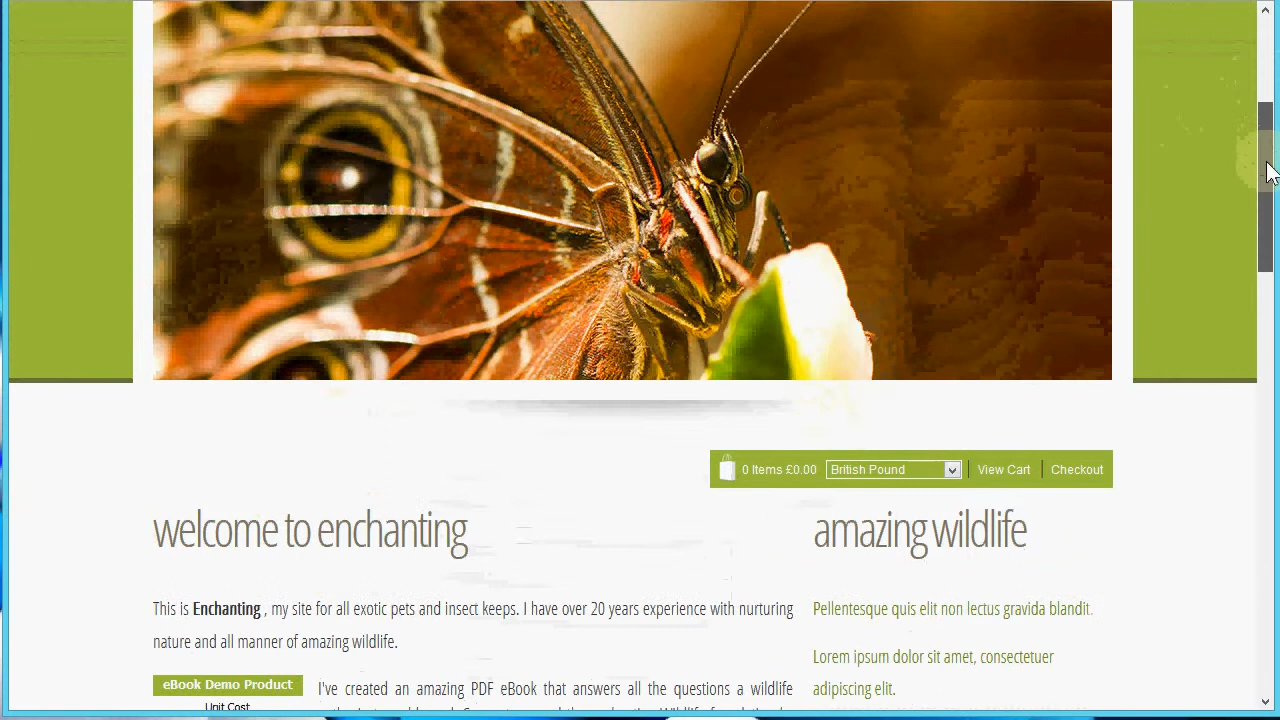 0 Items £0.00 British Pound View Cart Checkout
welcome to enchanting
This is Enchanting , my site for all exotic pets and insect keeps. I have over 20 years experience with nurturing
nature and all manner of amazing wildlife.
eBook Demo Product
Unit Cost
I've created an amazing PDF eBook that answers all the questions a wildlife
amazing wildlife
Pellentesque quis elit non lectus gravida blandit.
Lorem ipsum dolor sit amet, consectetuer
adipiscing elit.